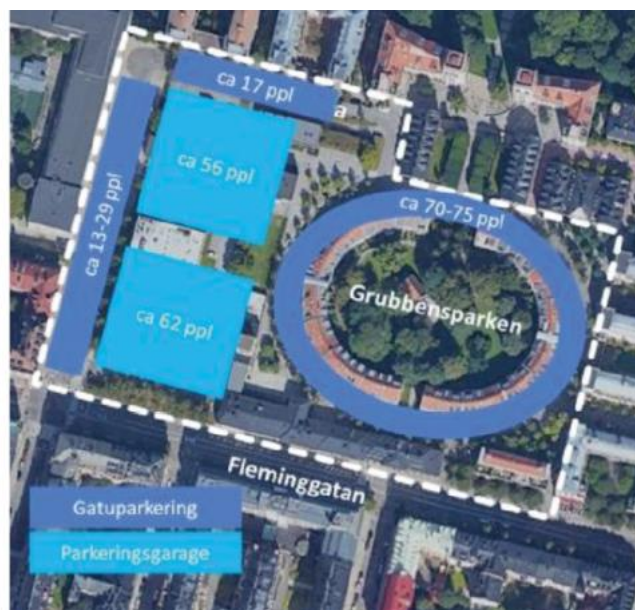 ca 17 ppl
a
ca 56 ppl
ca 13-29 ppl
ca 70-75 ppl
Grubbensparken
ca 62 ppl
Fleminggatan
Gatuparkering
Parkeringsgarage